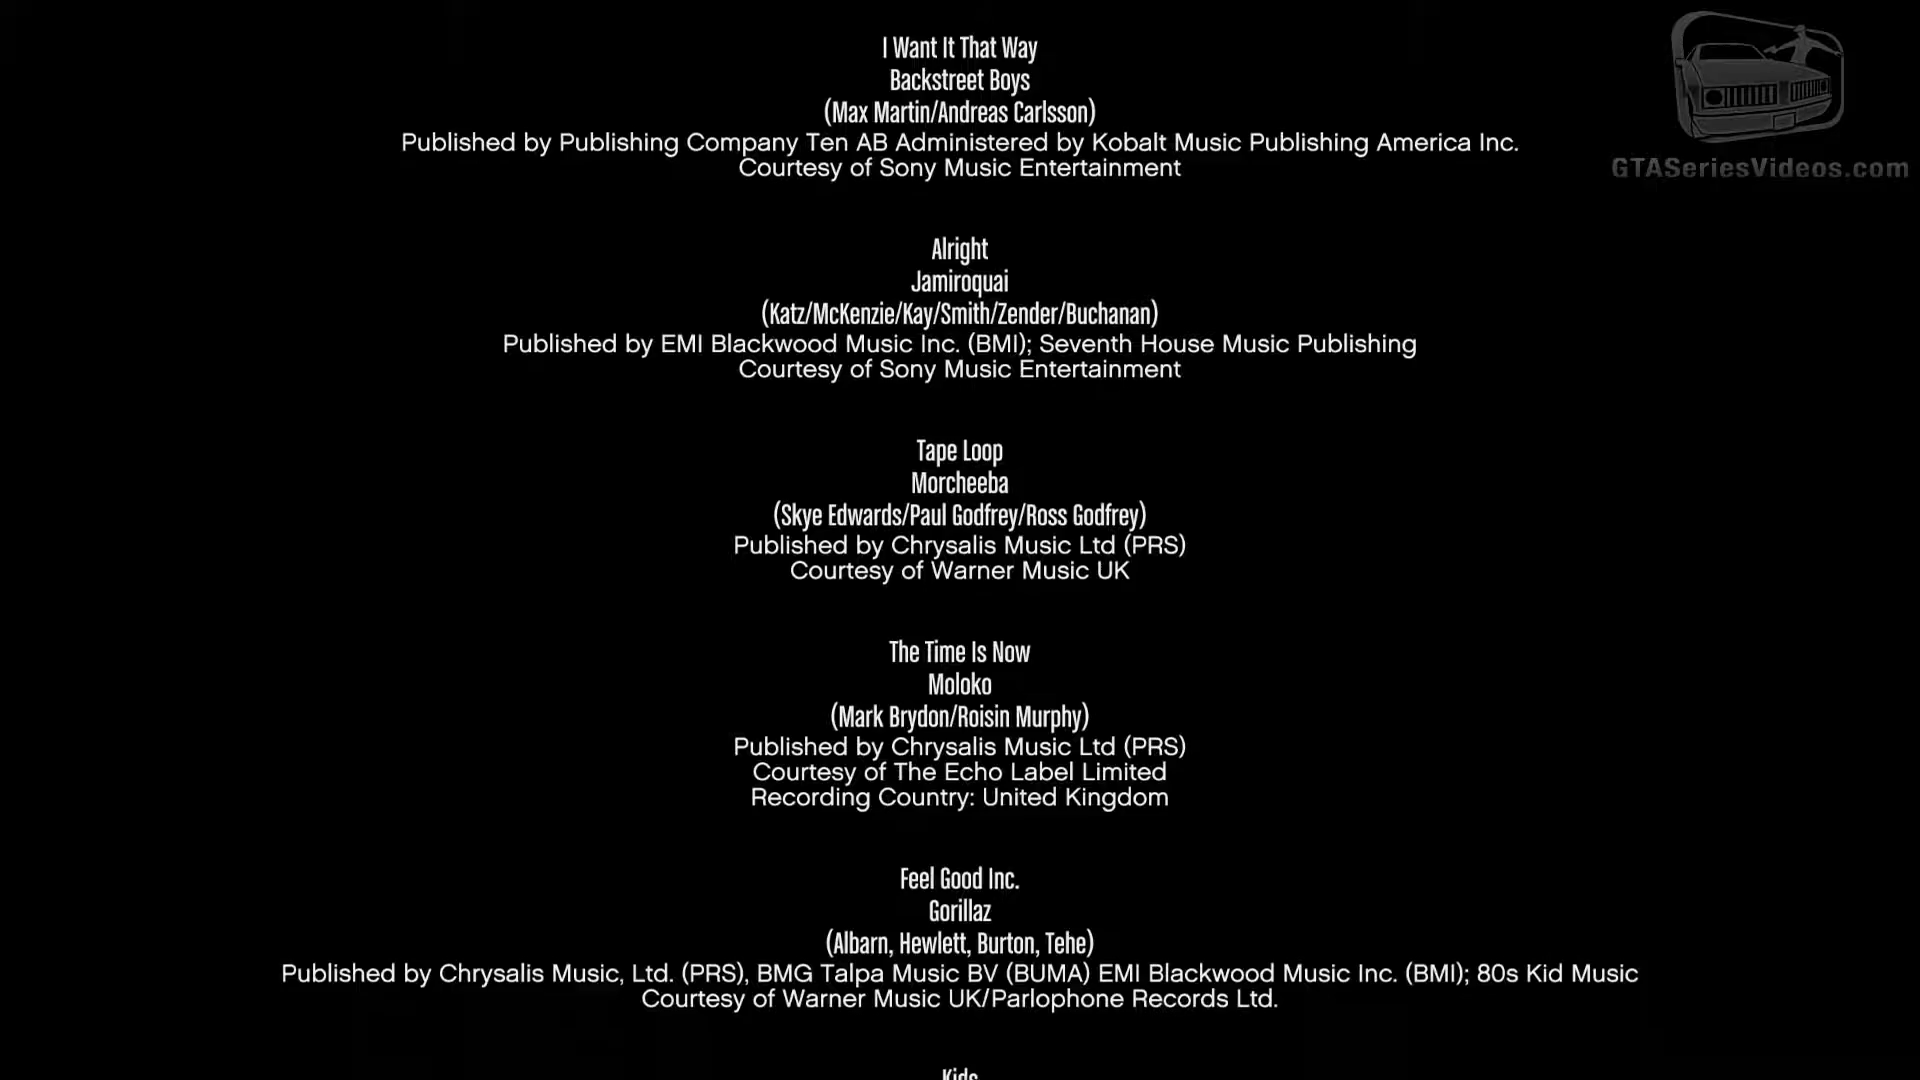 I Want It That Way
Backstreet Boys
(Max Martin/Andreas Carlsson)
Published by Publishing Company Ten AB Administered by Kobalt Music Publishing America Inc.
Courtesy of Sony Music Entertainment
GTASeriesVideos.com
Alright
Jamiroquai
(Katz/McKenzie/Kay/Smith/Zender/Buchanan)
Published by EMI Blackwood Music Inc. (BMI); Seventh House Music Publishing
Courtesy of Sony Music Entertainment
Tape Loop
Morcheeba
(Skye Edwards/Paul Godfrey/Ross Godfrey)
Published by Chrysalis Music Ltd (PRS)
Courtesy of Warner Music UK
The Time Is Now
Moloko
(Mark Brydon/Roisin Murphy)
Published by Chrysalis Music Ltd (PRS)
Courtesy of The Echo Label Limited
Recording Country: United Kingdom
Feel Good Inc.
Gorillaz
(Albarn, Hewlett, Burton, Tehe)
Published by Chrysalis Music, Ltd. (PRS), BMG Talpa Music BV (BUMA) EMI Blackwood Music Inc. (BMI); 80s Kid Music
Courtesy of Warner Music UK/Parlophone Records Ltd.
Kids